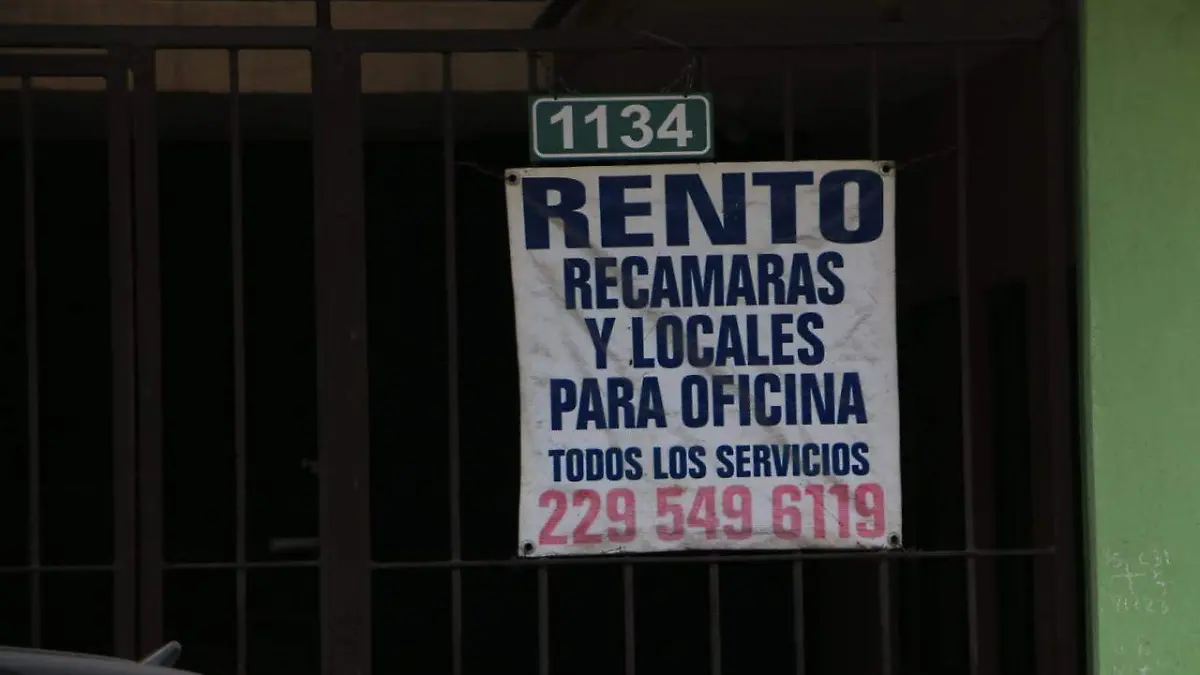 1134
RENTO
RECAMARAS
Y LOCALES
PARA OFICINA
TODOS LOS SERVICIOS
229 549 6119